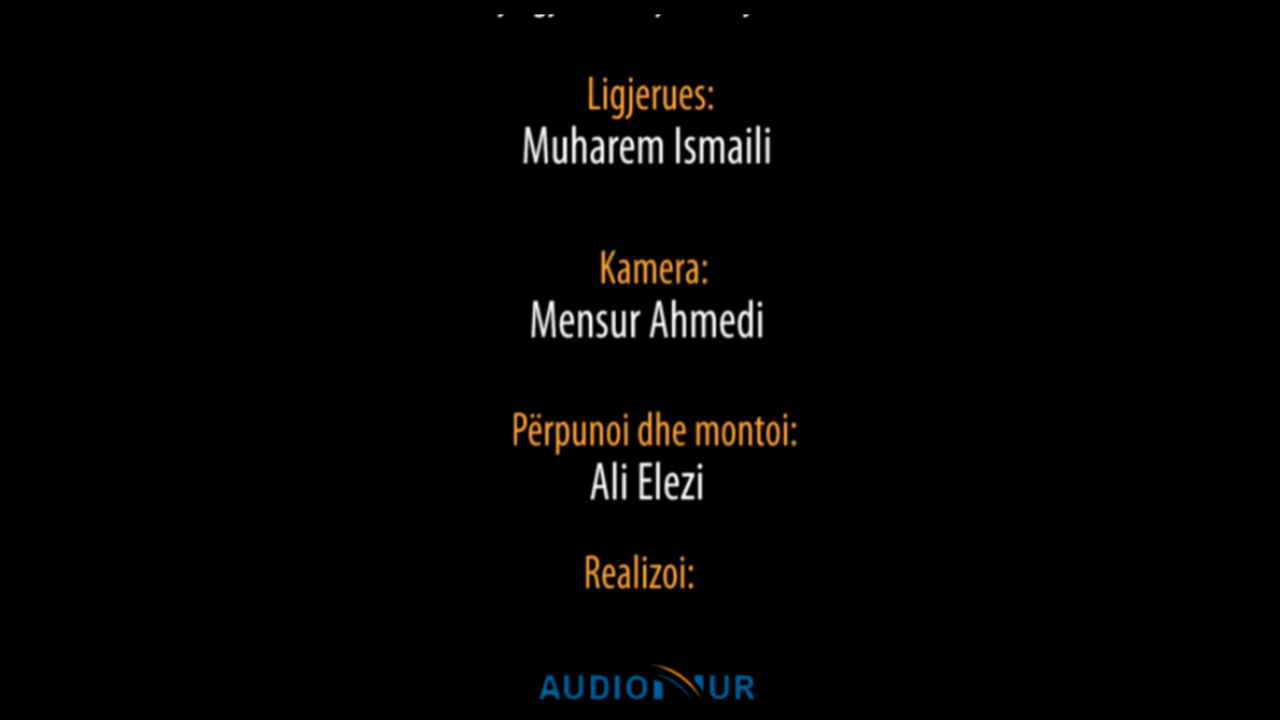 Ligjerues:
Muharem Ismaili
Kamera:
Mensur Ahmedi
Përpunoi dhe montoi:
Ali Elezi
Realizoi:
AUDIONUR